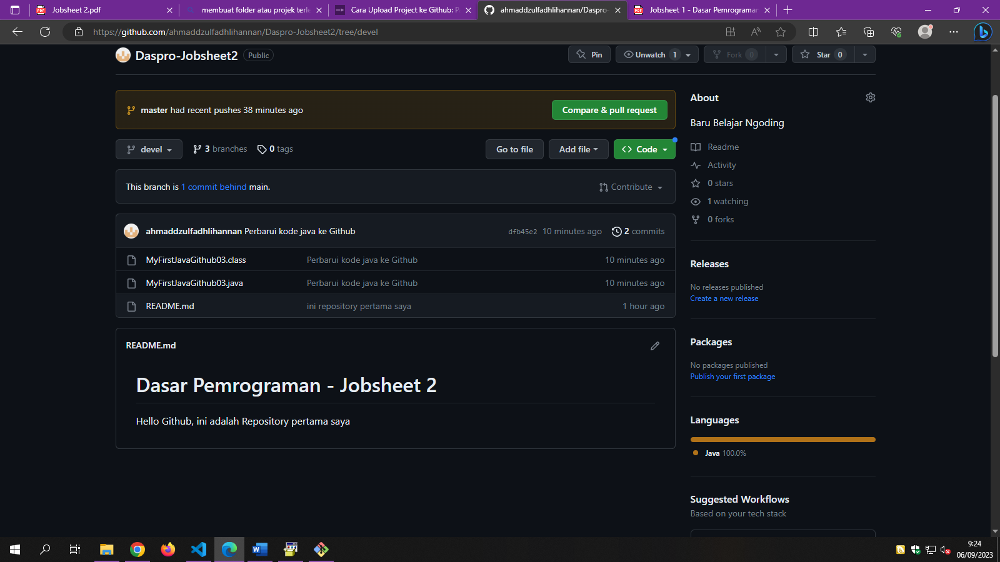 Jobsheet 2.pdf
membuat folder atau projek terle
Cara Upload Project ke Github: P
ahmaddzulfadhlihannan/Daspro-
Jobsheet 1 - Dasar Pemrograman
https://github.com/ahmaddzulfadhlihannan/Daspro-Jobsheet2/tree/devel
Daspro-Jobsheet2 Public
Pin
Unwatch 1
Fork 0
Star 0
master had recent pushes 38 minutes ago
Compare & pull request
devel
3 branches
0 tags
Go to file
Add file
Code
This branch is 1 commit behind main.
Contribute
ahmaddzulfadhlihannan Perbarui kode java ke Github
dfb45e2 10 minutes ago
2 commits
MyFirstJavaGithub03.class
Perbarui kode java ke Github
10 minutes ago
MyFirstJavaGithub03.java
Perbarui kode java ke Github
10 minutes ago
README.md
ini repository pertama saya
1 hour ago
README.md
Dasar Pemrograman - Jobsheet 2
Hello Github, ini adalah Repository pertama saya
About
Baru Belajar Ngoding
Readme
Activity
0 stars
1 watching
0 forks
Releases
No releases published
Create a new release
Packages
No packages published
Publish your first package
Languages
Java 100.0%
Suggested Workflows
Based on your tech stack
9:24
06/09/2023